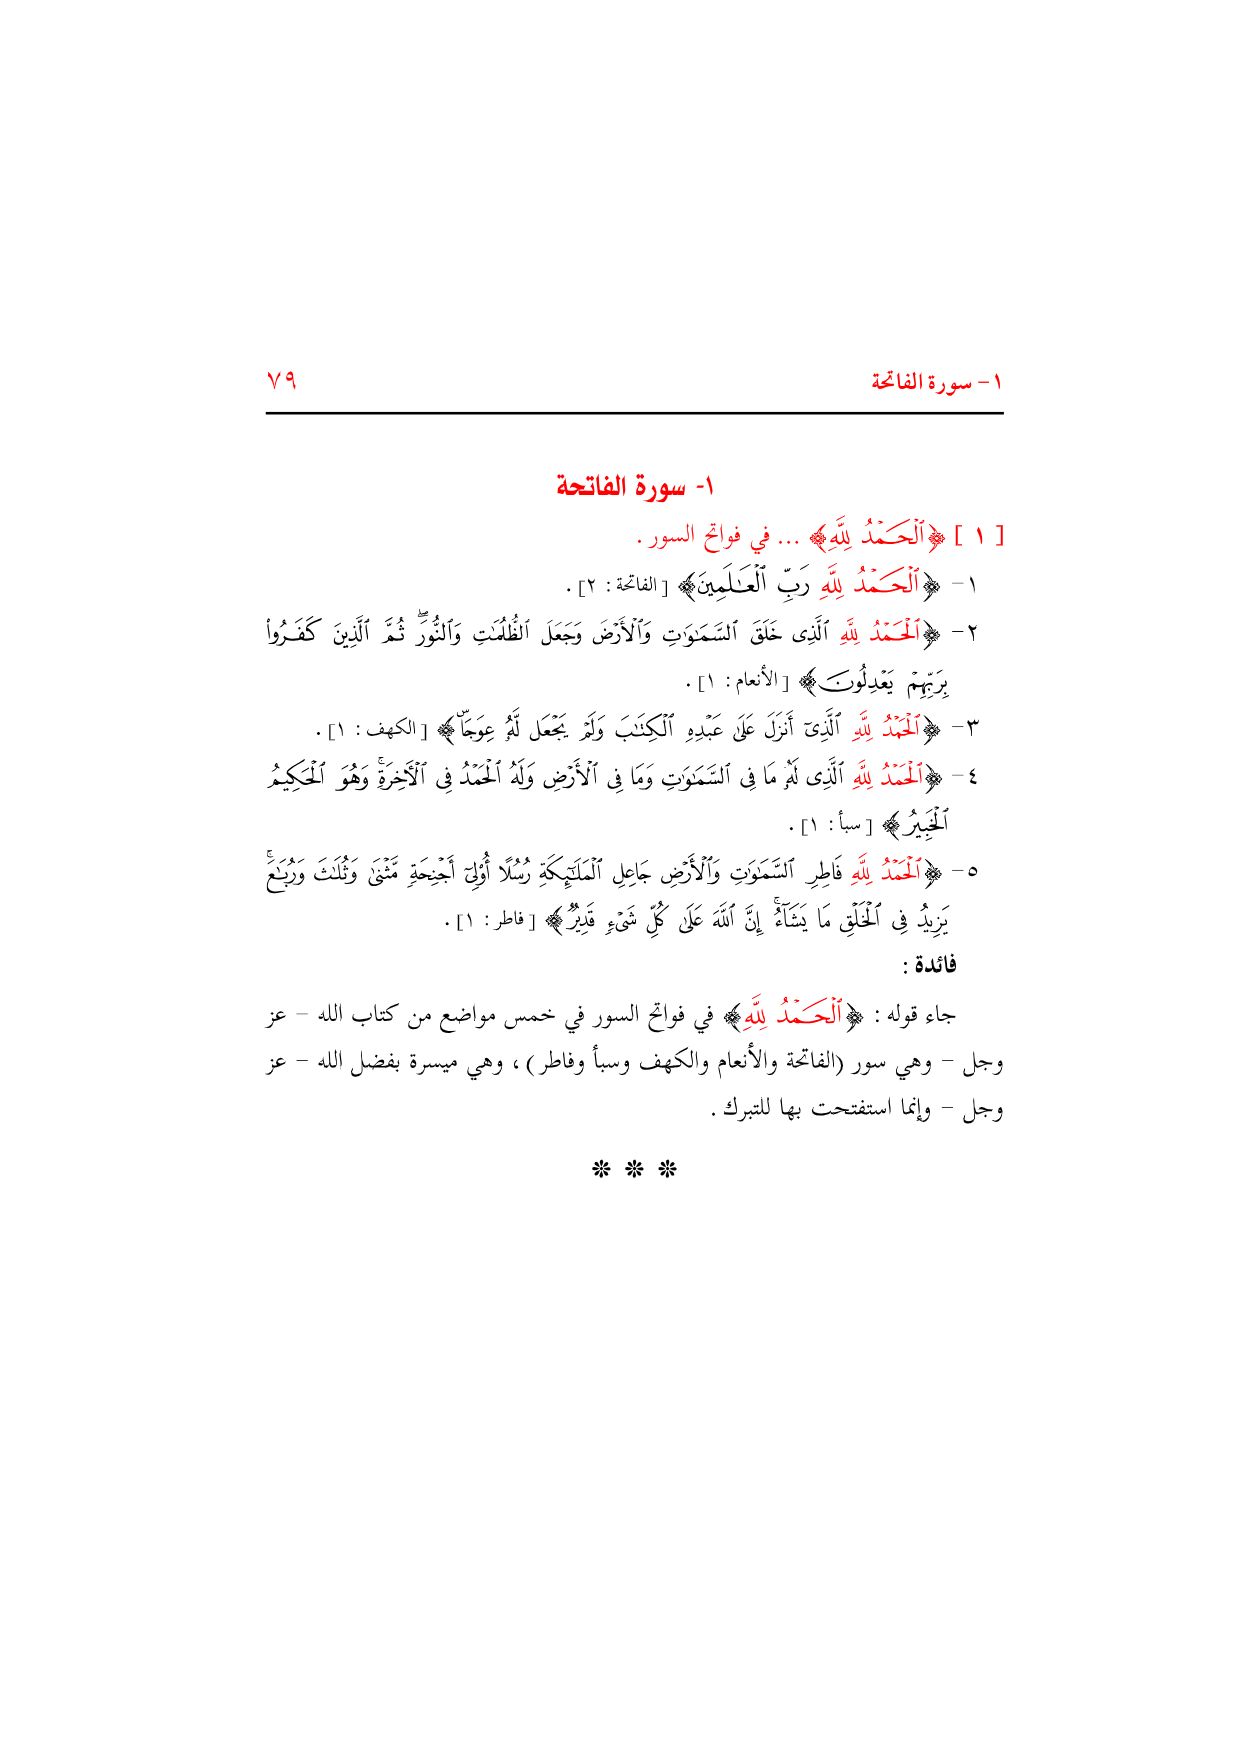 ١- سورة الفاتحة ٧٩
١- سورة الفاتحة
[ ١ ] ﴿ٱلْحَمْدُ لِلَّهِ﴾ ... في فواتح السور .
١- ﴿ٱلْحَمْدُ لِلَّهِ رَبِّ ٱلْعَـٰلَمِينَ﴾ [الفاتحة : ٢] .
٢- ﴿ٱلْحَمْدُ لِلَّهِ ٱلَّذِى خَلَقَ ٱلسَّمَـٰوَٰتِ وَٱلْأَرْضَ وَجَعَلَ ٱلظُّلُمَـٰتِ وَٱلنُّورَ ۖ ثُمَّ ٱلَّذِينَ كَفَرُوا۟
بِرَبِّهِمْ يَعْدِلُونَ﴾ [الأنعام : ١] .
٣- ﴿ٱلْحَمْدُ لِلَّهِ ٱلَّذِىٓ أَنزَلَ عَلَىٰ عَبْدِهِ ٱلْكِتَـٰبَ وَلَمْ يَجْعَل لَّهُۥ عِوَجَاۜ﴾ [الكهف : ١] .
٤- ﴿ٱلْحَمْدُ لِلَّهِ ٱلَّذِى لَهُۥ مَا فِى ٱلسَّمَـٰوَٰتِ وَمَا فِى ٱلْأَرْضِ وَلَهُ ٱلْحَمْدُ فِى ٱلْـَٔاخِرَةِ ۚ وَهُوَ ٱلْحَكِيمُ
ٱلْخَبِيرُ﴾ [سبأ : ١] .
٥- ﴿ٱلْحَمْدُ لِلَّهِ فَاطِرِ ٱلسَّمَـٰوَٰتِ وَٱلْأَرْضِ جَاعِلِ ٱلْمَلَـٰٓئِكَةِ رُسُلًا أُو۟لِىٓ أَجْنِحَةٍ مَّثْنَىٰ وَثُلَـٰثَ وَرُبَـٰعَ ۚ
يَزِيدُ فِى ٱلْخَلْقِ مَا يَشَآءُ ۚ إِنَّ ٱللَّهَ عَلَىٰ كُلِّ شَىْءٍ قَدِيرٌ﴾ [فاطر : ١] .
فائدة :
جاء قوله : ﴿ٱلْحَمْدُ لِلَّهِ﴾ في فواتح السور في خمس مواضع من كتاب الله - عز
وجل - وهي سور (الفاتحة والأنعام والكهف وسبأ وفاطر) ، وهي ميسرة بفضل الله - عز
وجل - وإنما استفتحت بها للتبرك .